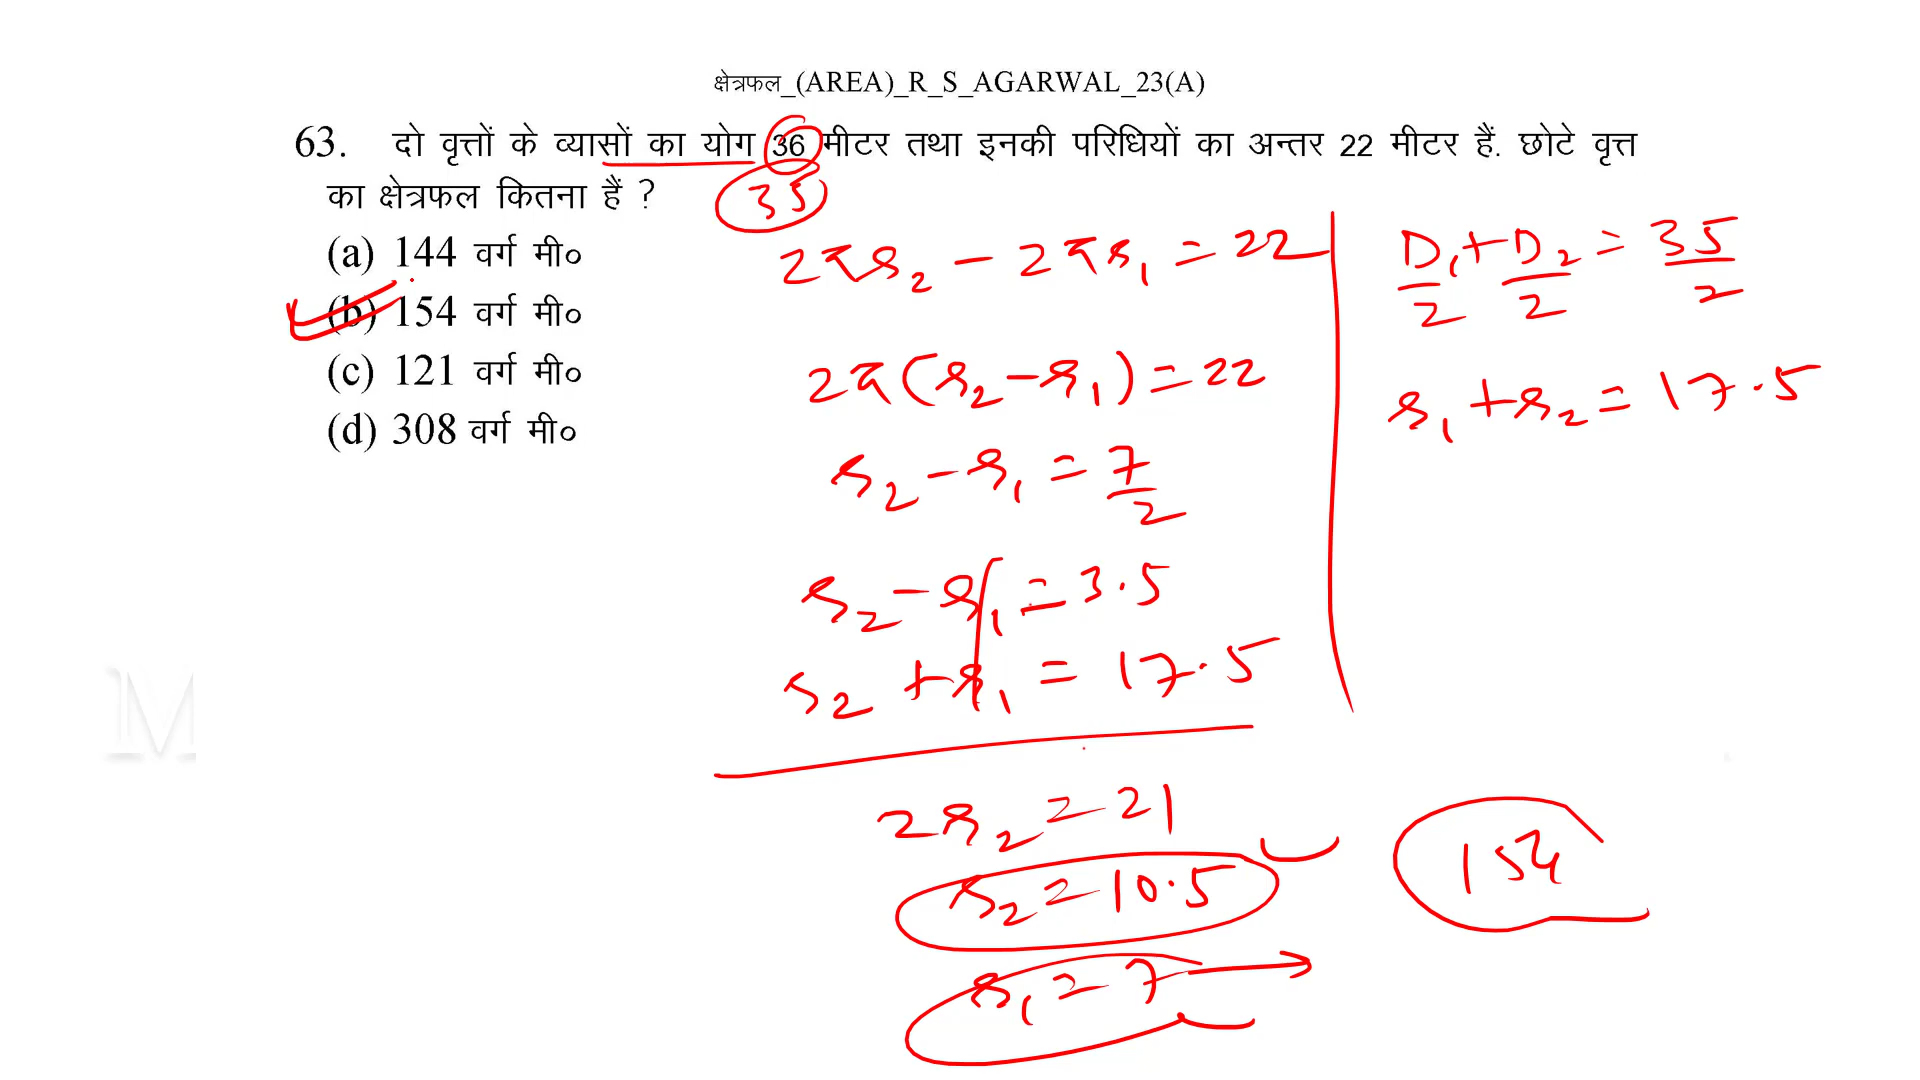 क्षेत्रफल_(AREA)_R_S_AGARWAL_23(A)
63. दो वृत्तों के व्यासों का योग 36 मीटर तथा इनकी परिधियों का अन्तर 22 मीटर हैं. छोटे वृत्त
का क्षेत्रफल कितना हैं ?
35
(a) 144 वर्ग मी०
(b) 154 वर्ग मी०
(c) 121 वर्ग मी०
(d) 308 वर्ग मी०
2πr₂ − 2πr₁ = 22
2π(r₂ − r₁) = 22
r₂ − r₁ = 7/2
r₂ − r₁ = 3.5
r₂ + r₁ = 17.5
2r₂ = 21
r₂ = 10.5
r₁ = 7
D₁/2 + D₂/2 = 35/2
r₁ + r₂ = 17.5
154
M